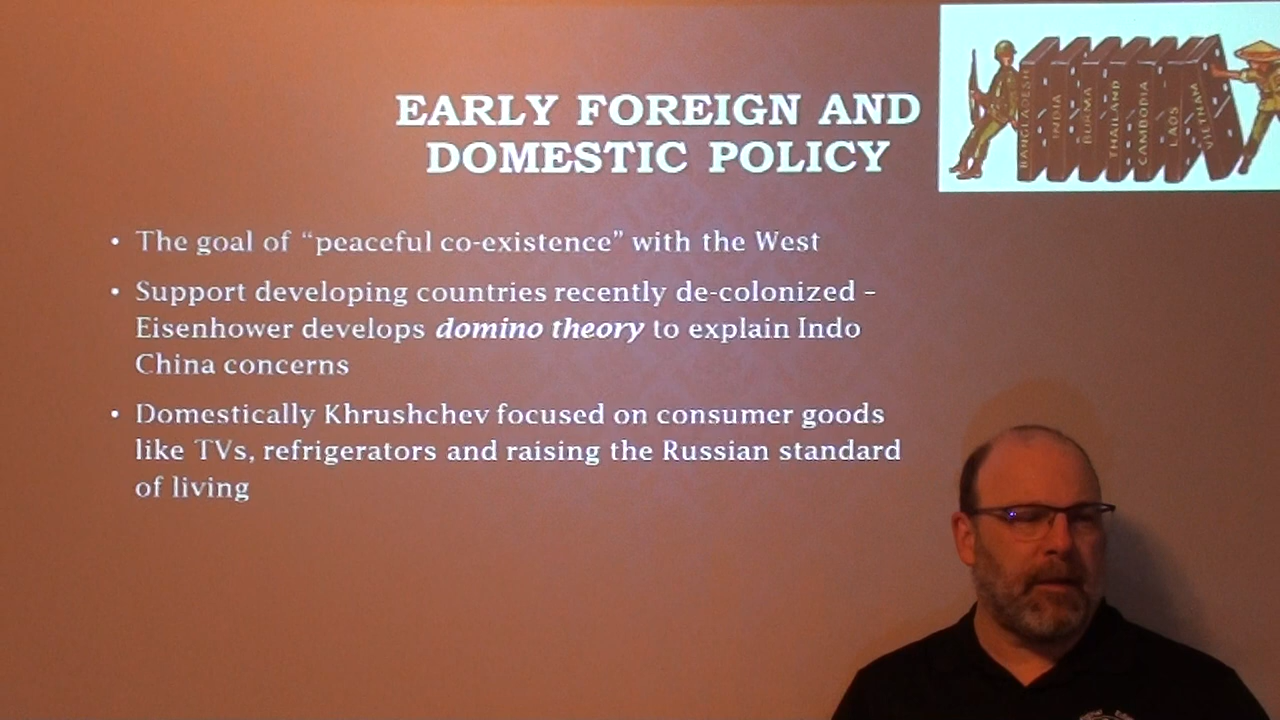 EARLY FOREIGN AND
DOMESTIC POLICY
BANGLADESH
INDIA
BURMA
THAILAND
CAMBODIA
LAOS
VIETNAM
• The goal of “peaceful co-existence” with the West
• Support developing countries recently de-colonized –
Eisenhower develops domino theory to explain Indo
China concerns
• Domestically Khrushchev focused on consumer goods
like TVs, refrigerators and raising the Russian standard
of living